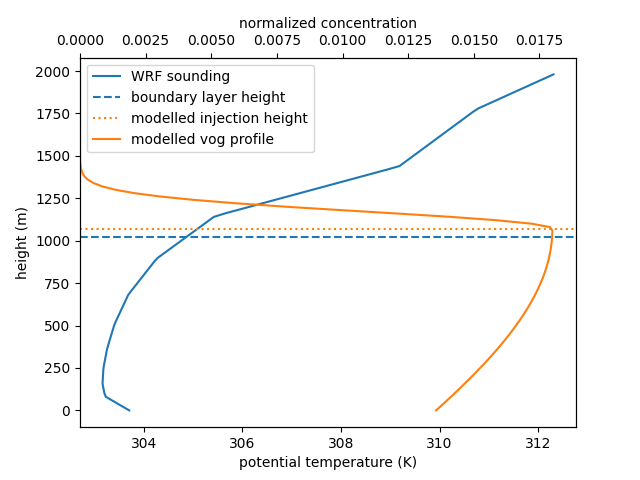 normalized concentration
0.0000 0.0025 0.0050 0.0075 0.0100 0.0125 0.0150 0.0175
2000
1750
1500
1250
1000
750
500
250
0
height (m)
WRF sounding
boundary layer height
modelled injection height
modelled vog profile
304 306 308 310 312
potential temperature (K)